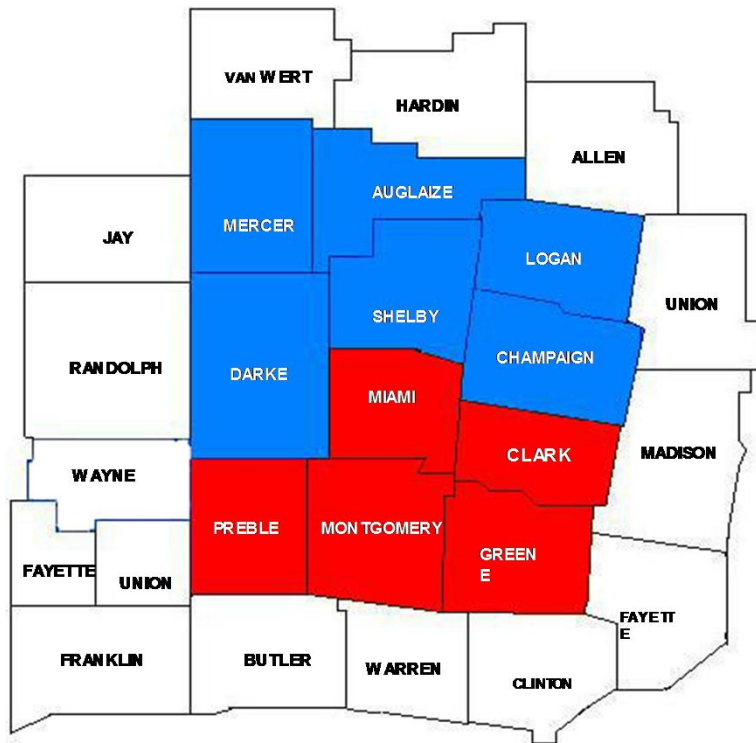 VAN WERT
HARDIN
ALLEN
AUGLAIZE
MERCER
JAY
LOGAN
UNION
SHELBY
CHAMPAIGN
RANDOLPH
DARKE
MIAMI
CLARK
MADISON
WAYNE
PREBLE
MONTGOMERY
GREEN
E
FAYETTE
UNION
FAYETT
E
FRANKLIN
BUTLER
WARREN
CLINTON